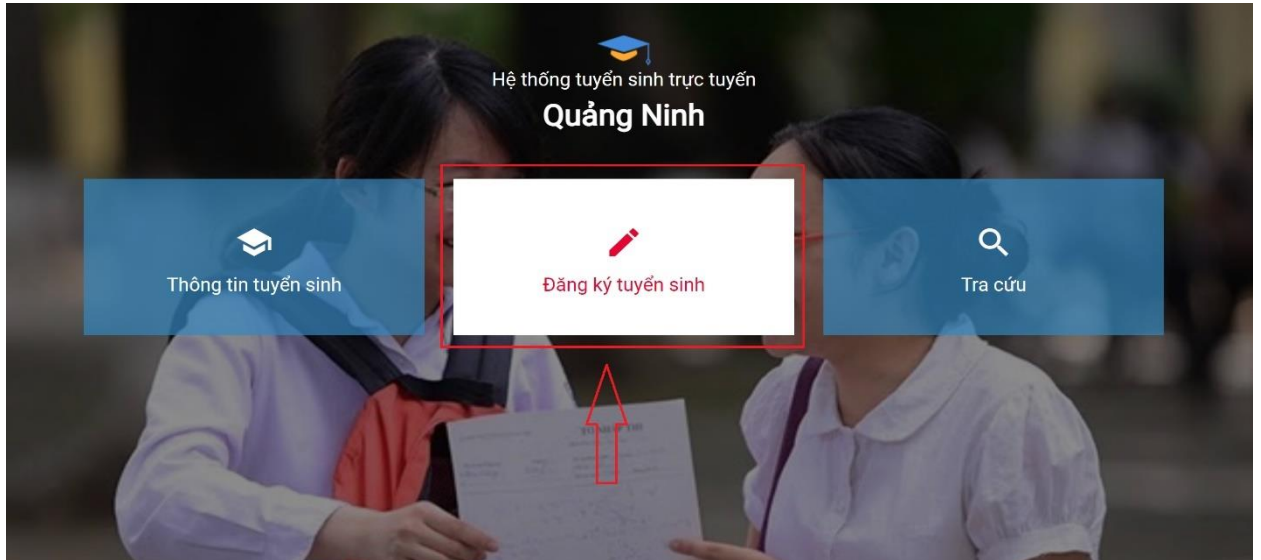 Hệ thống tuyển sinh trực tuyến
Quảng Ninh
Thông tin tuyển sinh
Đăng ký tuyển sinh
Tra cứu